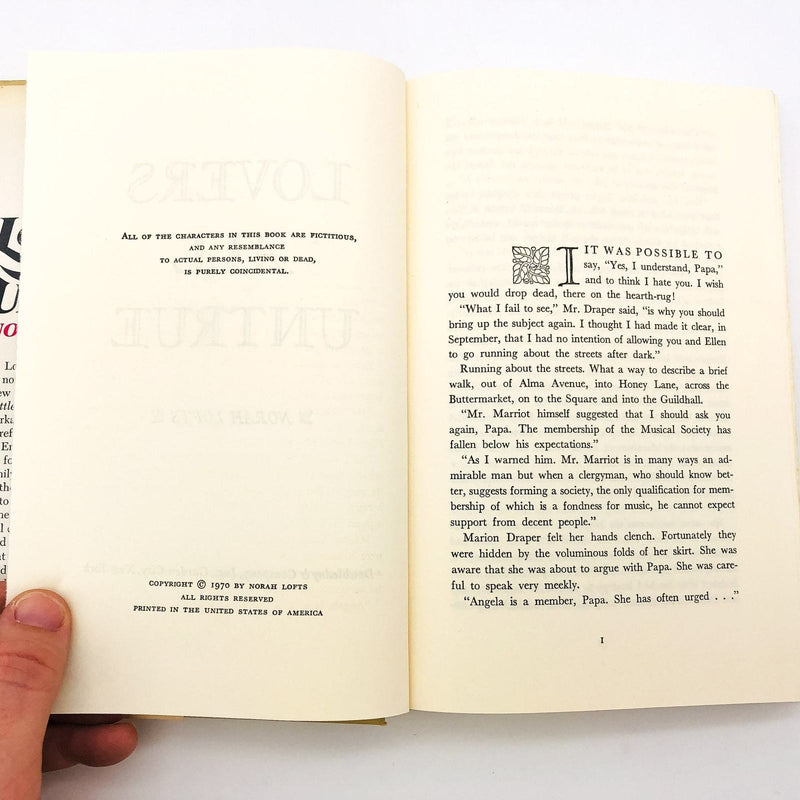 ALL OF THE CHARACTERS IN THIS BOOK ARE FICTITIOUS,
AND ANY RESEMBLANCE
TO ACTUAL PERSONS, LIVING OR DEAD,
IS PURELY COINCIDENTAL.
COPYRIGHT © 1970 BY NORAH LOFTS
ALL RIGHTS RESERVED
PRINTED IN THE UNITED STATES OF AMERICA
I IT WAS POSSIBLE TO
say, “Yes, I understand, Papa,”
and to think I hate you. I wish
you would drop dead, there on the hearth-rug!
“What I fail to see,” Mr. Draper said, “is why you should
bring up the subject again. I thought I had made it clear, in
September, that I had no intention of allowing you and Ellen
to go running about the streets after dark.”
Running about the streets. What a way to describe a brief
walk, out of Alma Avenue, into Honey Lane, across the
Buttermarket, on to the Square and into the Guildhall.
“Mr. Marriot himself suggested that I should ask you
again, Papa. The membership of the Musical Society has
fallen below his expectations.”
“As I warned him. Mr. Marriot is in many ways an ad-
mirable man but when a clergyman, who should know bet-
ter, suggests forming a society, the only qualification for mem-
bership of which is a fondness for music, he cannot expect
support from decent people.”
Marion Draper felt her hands clench. Fortunately they
were hidden by the voluminous folds of her skirt. She was
aware that she was about to argue with Papa. She was care-
ful to speak very meekly.
“Angela is a member, Papa. She has often urged . . .”
1